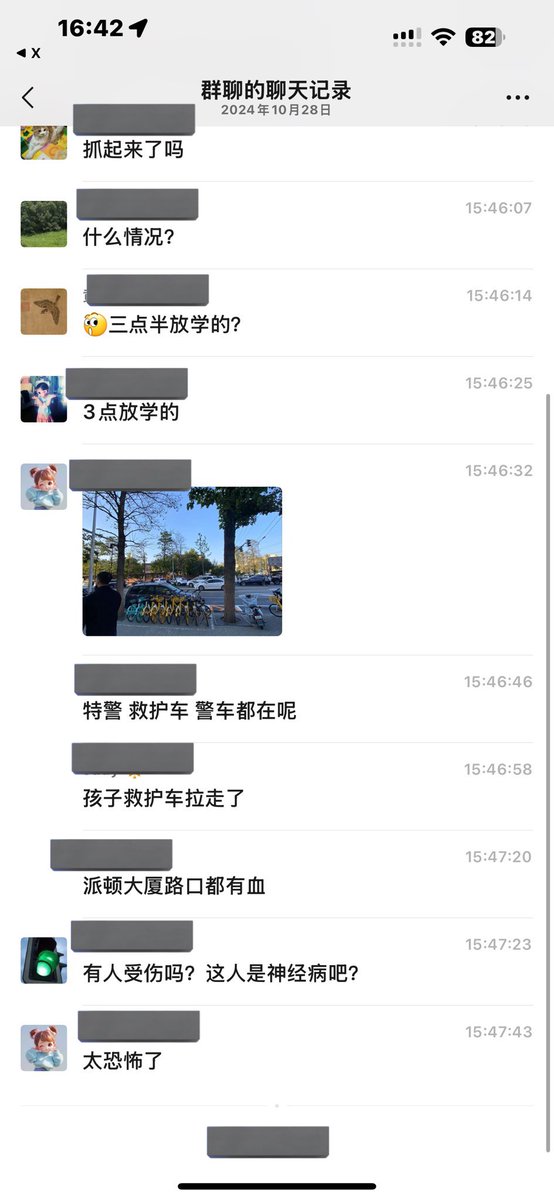 16:42
82
◀ X
群聊的聊天记录
2024年10月28日
抓起来了吗
15:46:07
什么情况?
15:46:14
三点半放学的?
15:46:25
3点放学的
15:46:32
15:46:46
特警 救护车 警车都在呢
15:46:58
孩子救护车拉走了
15:47:20
派顿大厦路口都有血
15:47:23
有人受伤吗? 这人是神经病吧?
15:47:43
太恐怖了